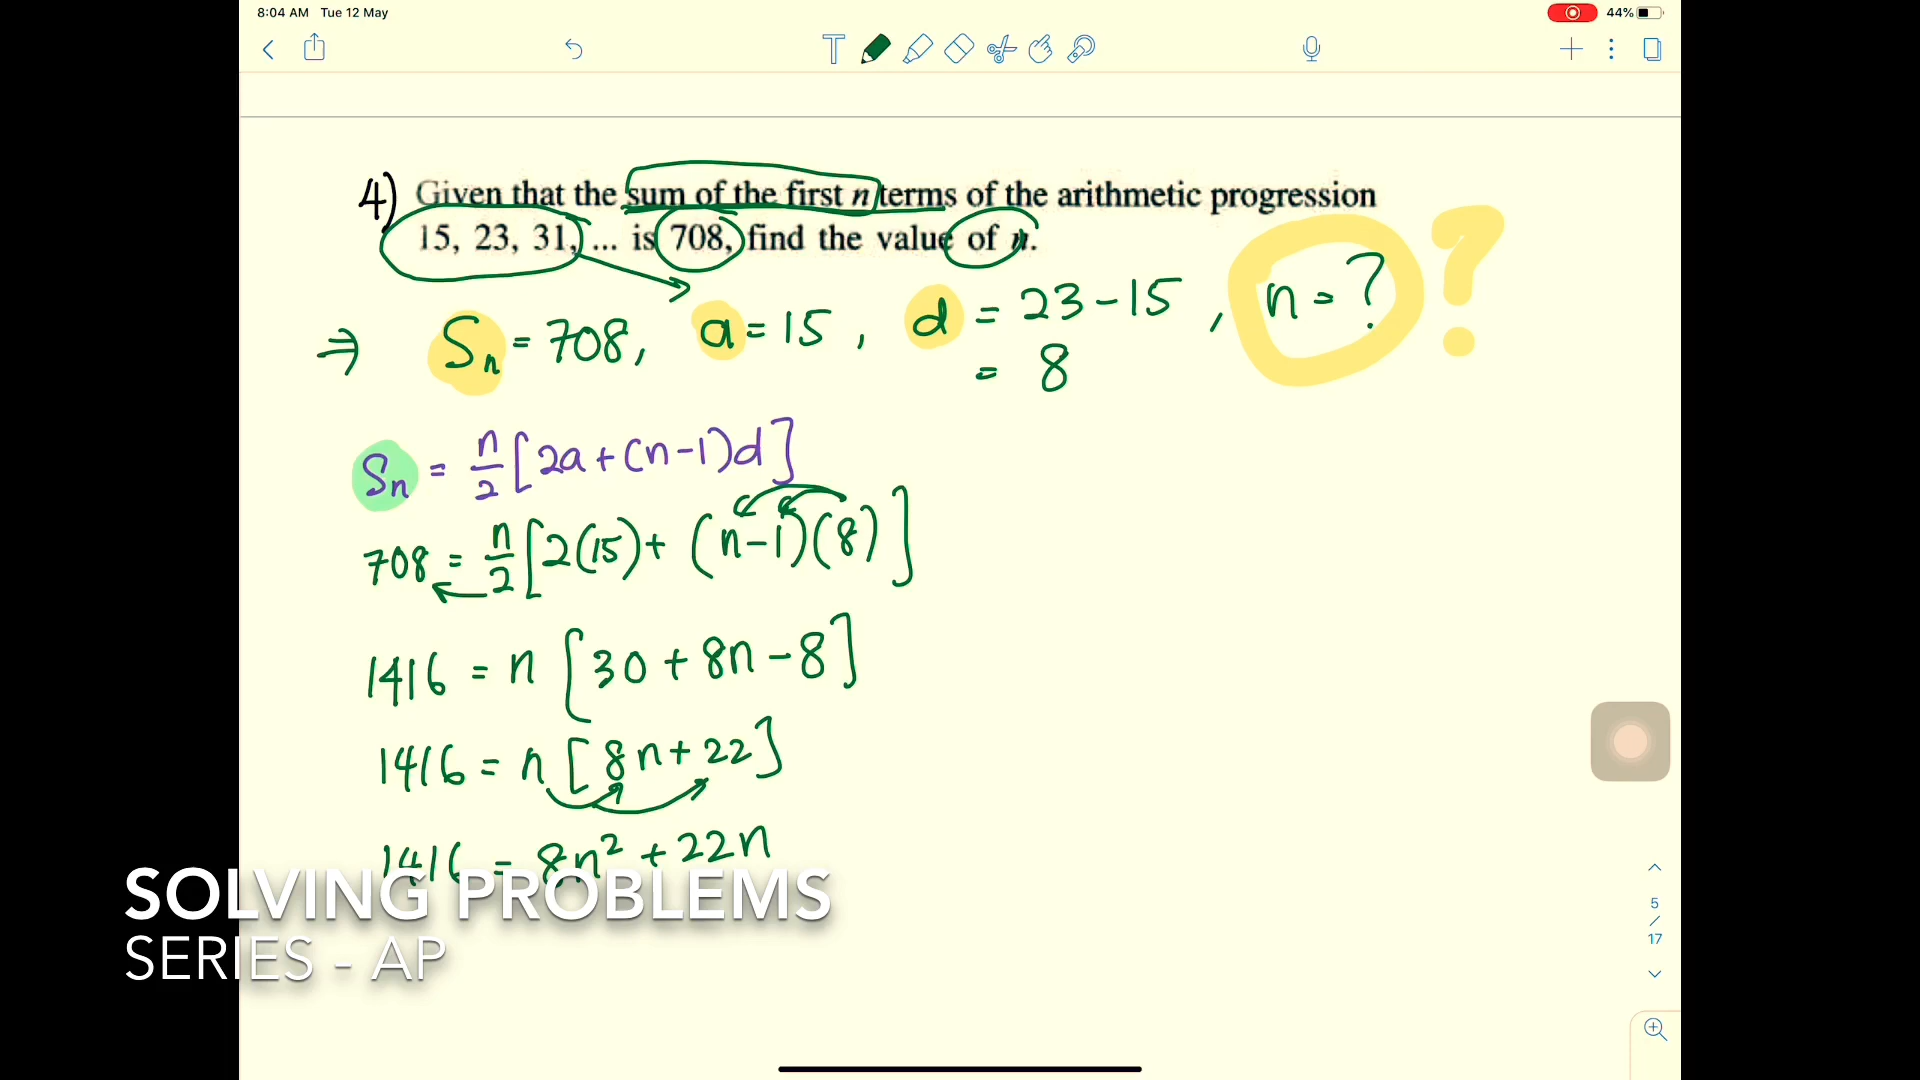 8:04 AM Tue 12 May
44%
4) Given that the sum of the first n terms of the arithmetic progression
15, 23, 31, ... is 708, find the value of n.
⇒ Sn = 708, a = 15, d = 23 - 15, n = ?
?
= 8
Sn = n/2 [2a + (n-1)d]
708 = n/2 [2(15) + (n-1)(8)]
1416 = n [30 + 8n - 8]
1416 = n [8n + 22]
1416 = 8n² + 22n
SOLVING PROBLEMS
SERIES - AP
5
/
17